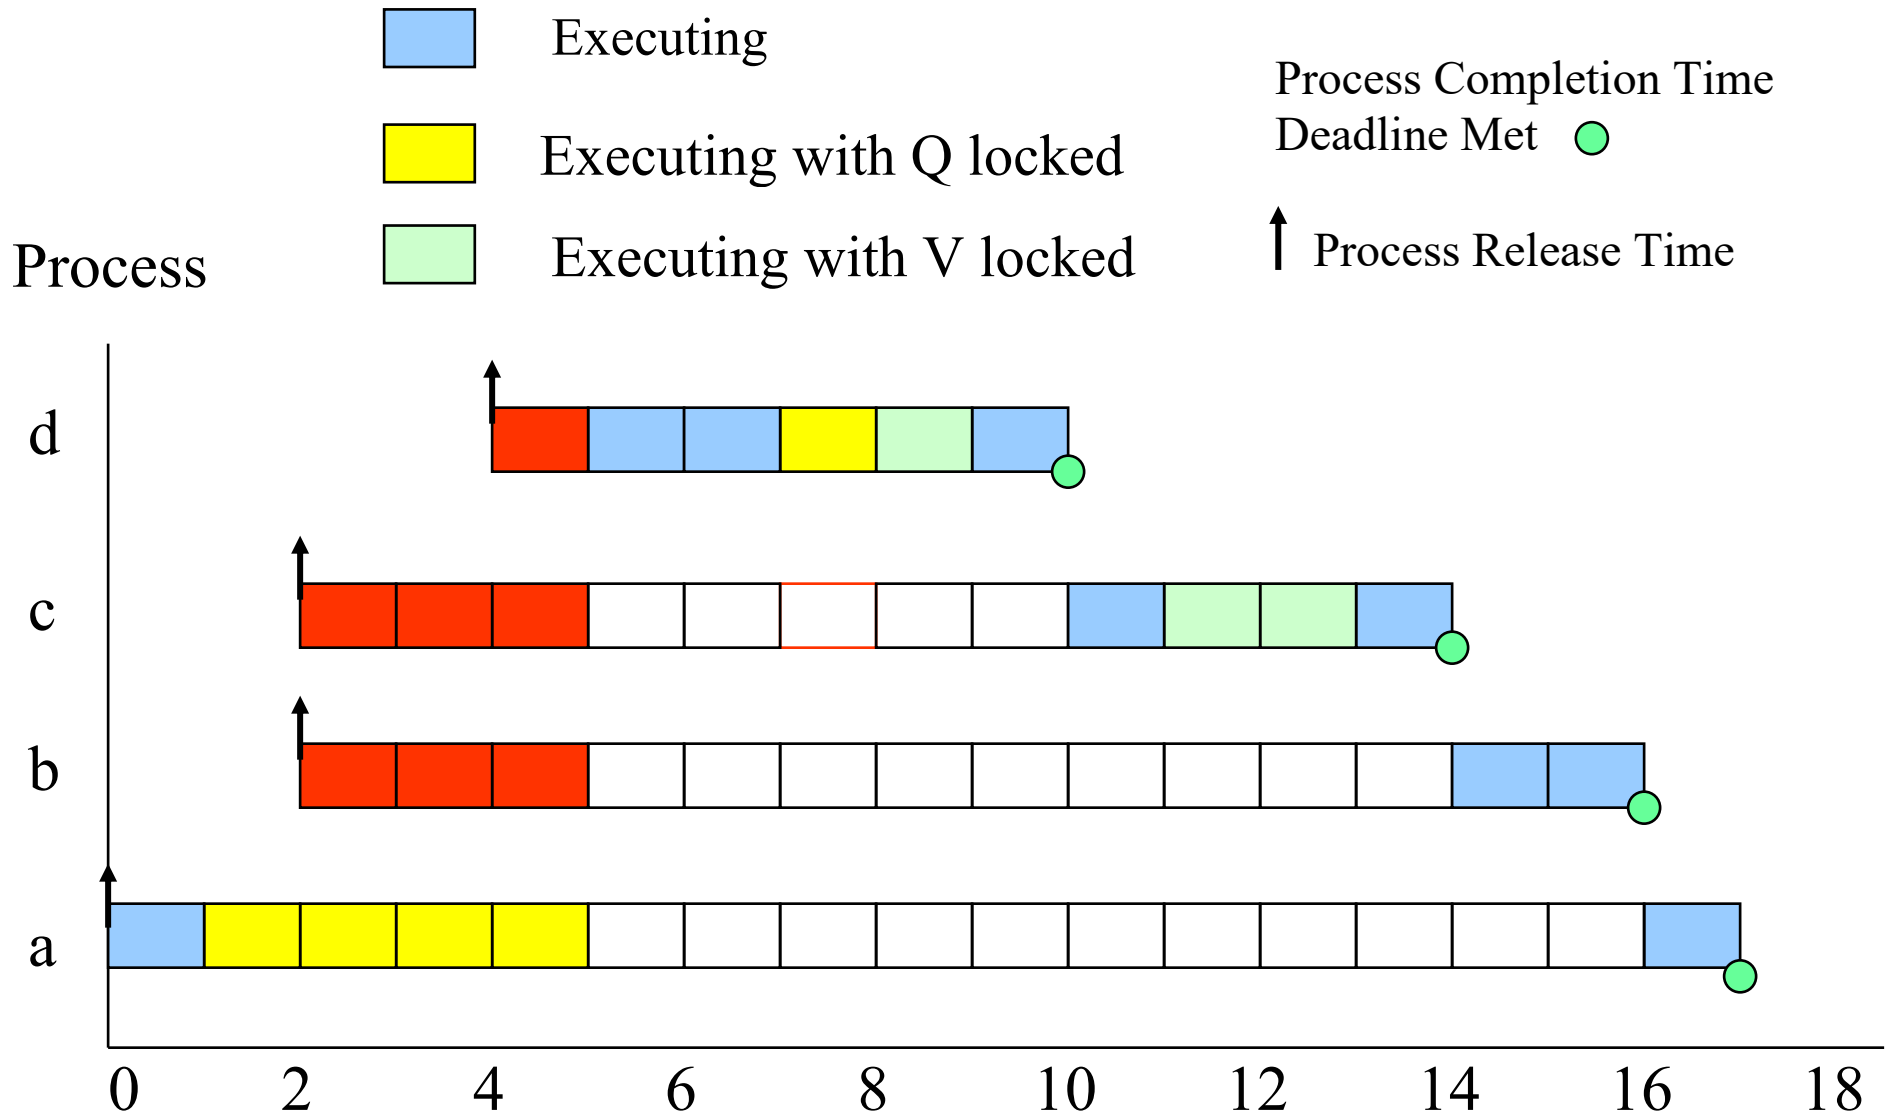 Executing
Process Completion Time
Deadline Met
Executing with Q locked
Process Release Time
Executing with V locked
Process
d
c
b
a
0 2 4 6 8 10 12 14 16 18